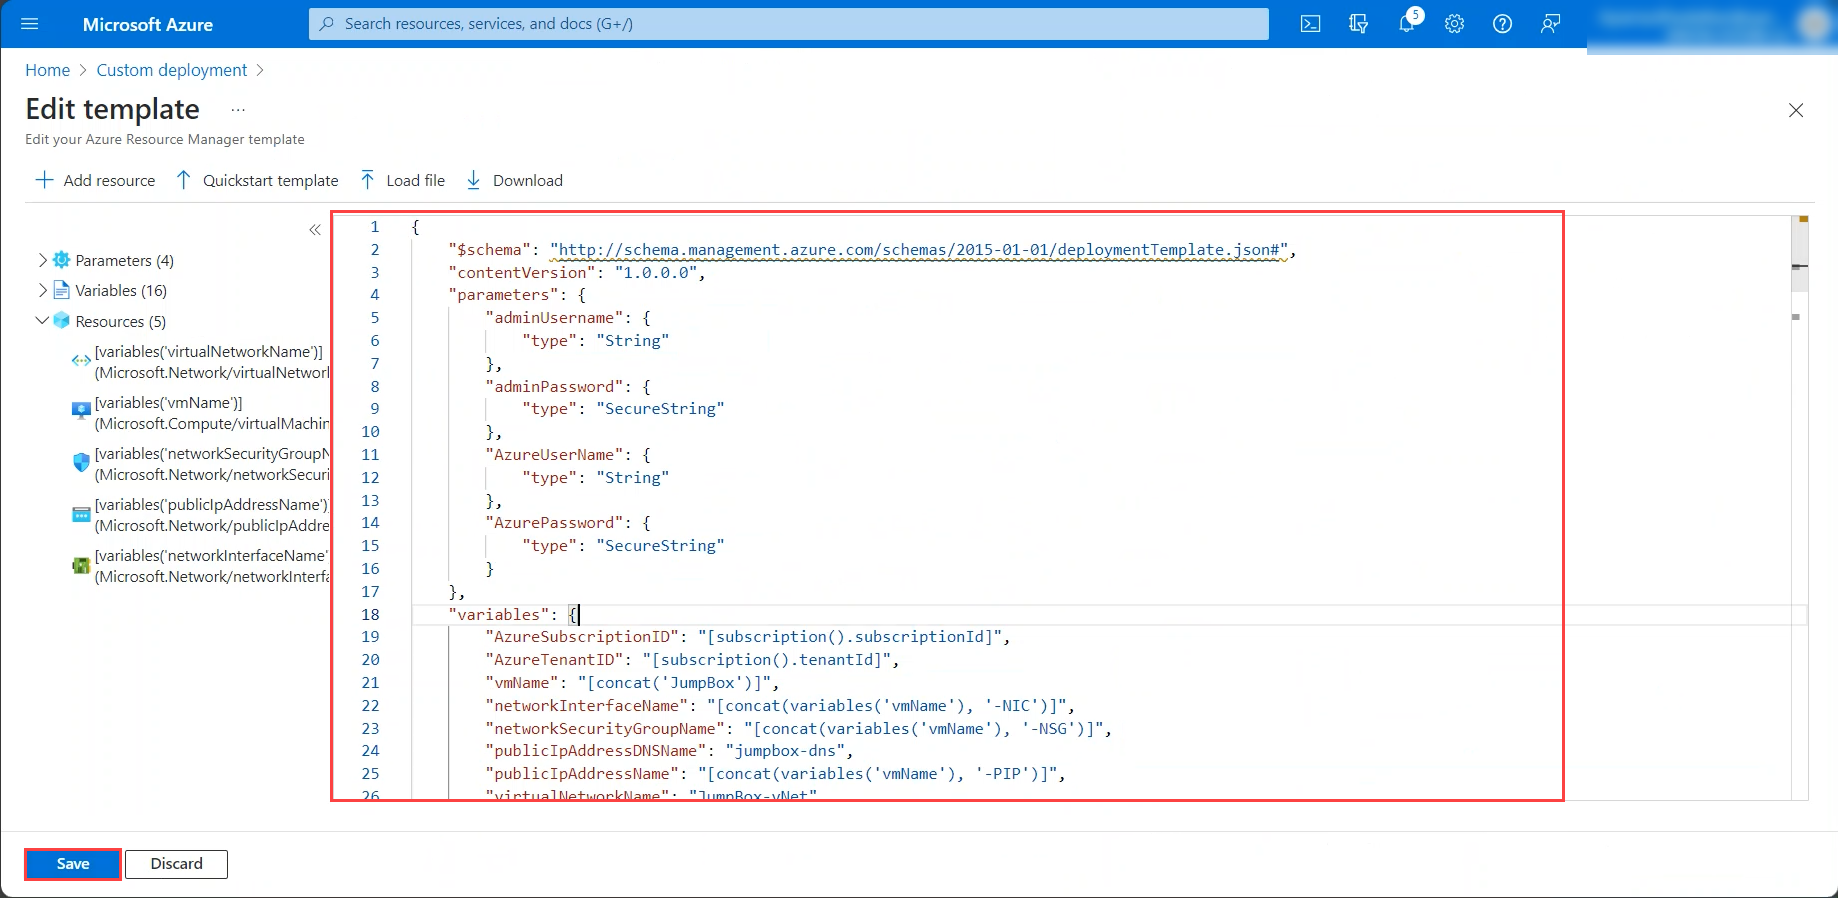 Microsoft Azure
Search resources, services, and docs (G+/)
5
Home > Custom deployment >
Edit template ...
Edit your Azure Resource Manager template
Add resource Quickstart template Load file Download
«
Parameters (4)
Variables (16)
Resources (5)
[variables('virtualNetworkName')]
(Microsoft.Network/virtualNetwor
[variables('vmName')]
(Microsoft.Compute/virtualMachin
[variables('networkSecurityGroupN
(Microsoft.Network/networkSecuri
[variables('publicIpAddressName')
(Microsoft.Network/publicIpAddre
[variables('networkInterfaceName'
(Microsoft.Network/networkInterfa
1 {
2 "$schema": "http://schema.management.azure.com/schemas/2015-01-01/deploymentTemplate.json#",
3 "contentVersion": "1.0.0.0",
4 "parameters": {
5 "adminUsername": {
6 "type": "String"
7 },
8 "adminPassword": {
9 "type": "SecureString"
10 },
11 "AzureUserName": {
12 "type": "String"
13 },
14 "AzurePassword": {
15 "type": "SecureString"
16 }
17 },
18 "variables": {
19 "AzureSubscriptionID": "[subscription().subscriptionId]",
20 "AzureTenantID": "[subscription().tenantId]",
21 "vmName": "[concat('JumpBox')]",
22 "networkInterfaceName": "[concat(variables('vmName'), '-NIC')]",
23 "networkSecurityGroupName": "[concat(variables('vmName'), '-NSG')]",
24 "publicIpAddressDNSName": "jumpbox-dns",
25 "publicIpAddressName": "[concat(variables('vmName'), '-PIP')]",
26 "virtualNetworkName": "JumpBox-vNet"
Save Discard